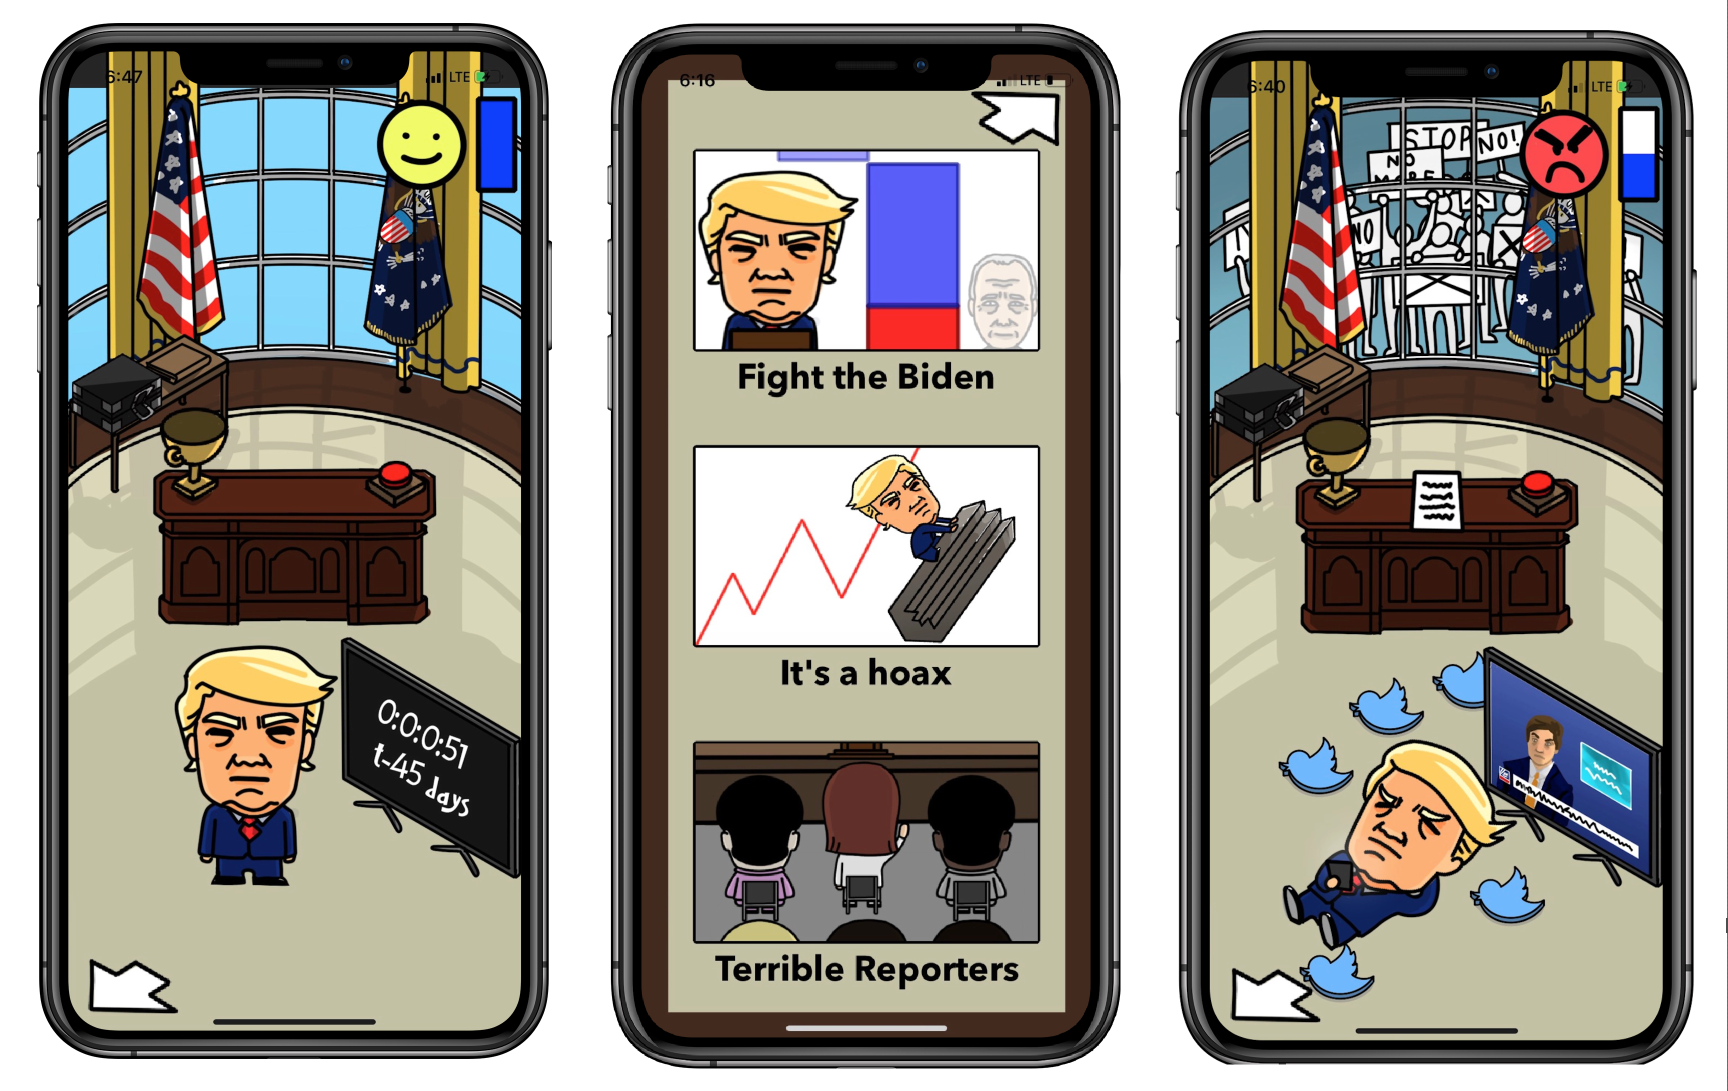 6:47
LTE
0:0:0:51
t-45 days
6:16
LTE
Fight the Biden
It's a hoax
Terrible Reporters
6:40
LTE
STOP
NO!
NO
MORE
NO